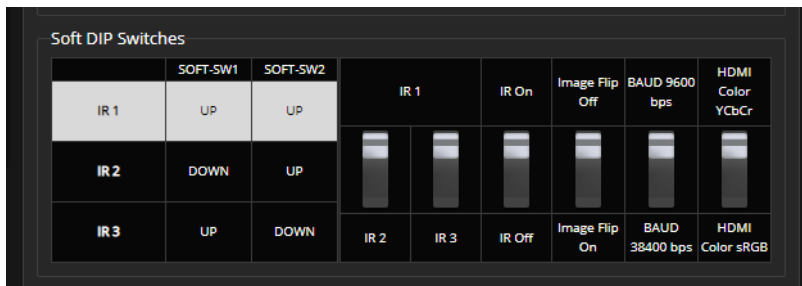 Soft DIP Switches
SOFT-SW1 SOFT-SW2
IR 1 UP UP
IR 2 DOWN UP
IR 3 UP DOWN
IR 1
IR On
Image Flip
Off
BAUD 9600
bps
HDMI
Color
YCbCr
IR 2
IR 3
IR Off
Image Flip
On
BAUD
38400 bps
HDMI
Color sRGB